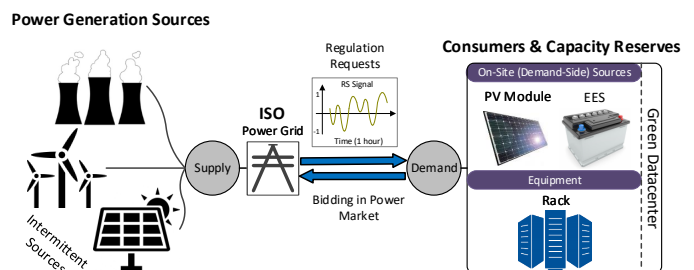 Power Generation Sources
Regulation
Requests
Consumers & Capacity Reserves
RS Signal
1
-1
Time (1 hour)
On-Site (Demand-Side) Sources
PV Module
EES
ISO
Power Grid
Supply
Demand
Green Datacenter
Equipment
Bidding in Power
Market
Rack
Intermittent
Sources